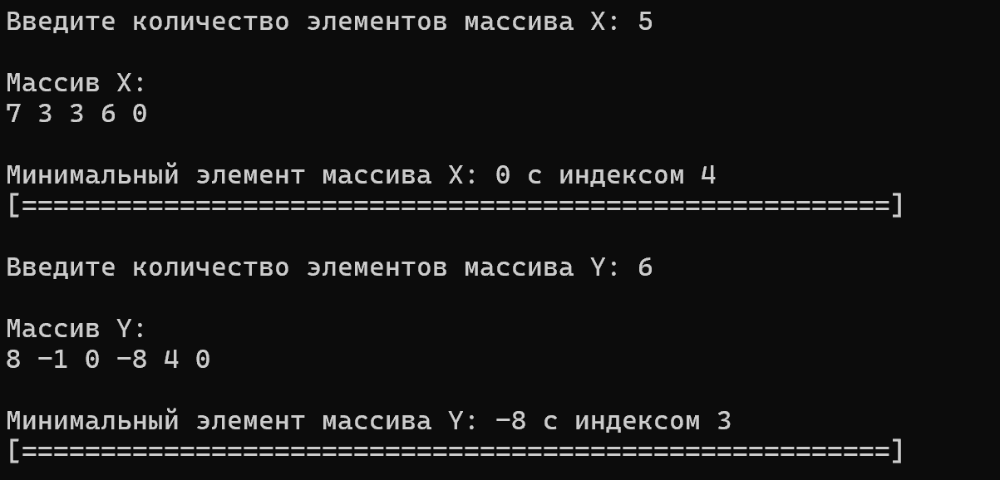 Введите количество элементов массива X: 5
Массив X:
7 3 3 6 0
Минимальный элемент массива X: 0 с индексом 4
[=======================================================]
Введите количество элементов массива Y: 6
Массив Y:
8 -1 0 -8 4 0
Минимальный элемент массива Y: -8 с индексом 3
[=======================================================]